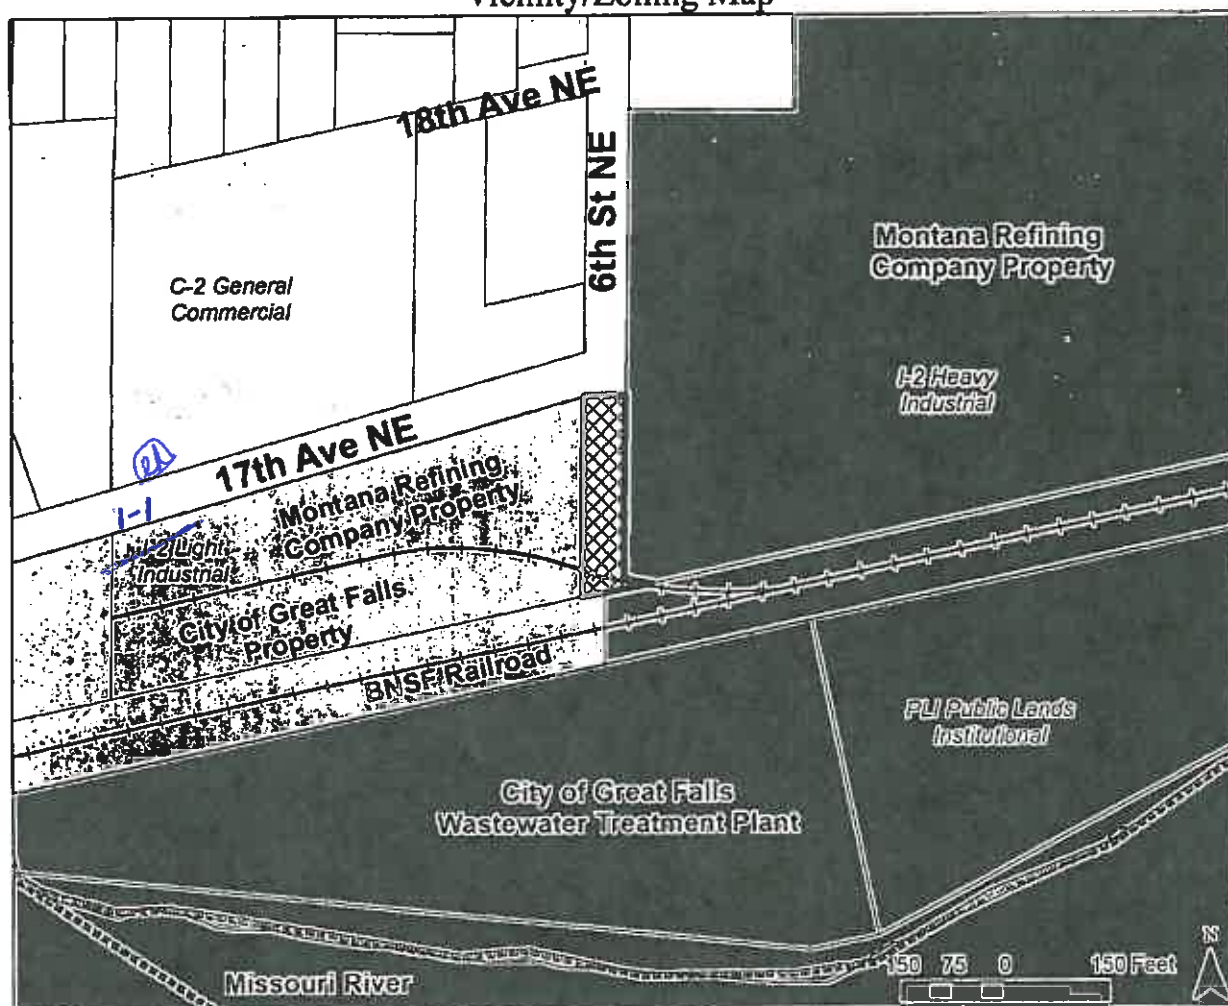 Vicinity/Zoning Map
18th Ave NE
6th St NE
Montana Refining
Company Property
C-2 General
Commercial
I-2 Heavy
Industrial
17th Ave NE
I-1
Montana Refining
Company Property
I-2 Light
Industrial
City of Great Falls
Property
BNSF Railroad
PLI Public Lands
Institutional
City of Great Falls
Wastewater Treatment Plant
Missouri River
150 75 0 150 Feet
N